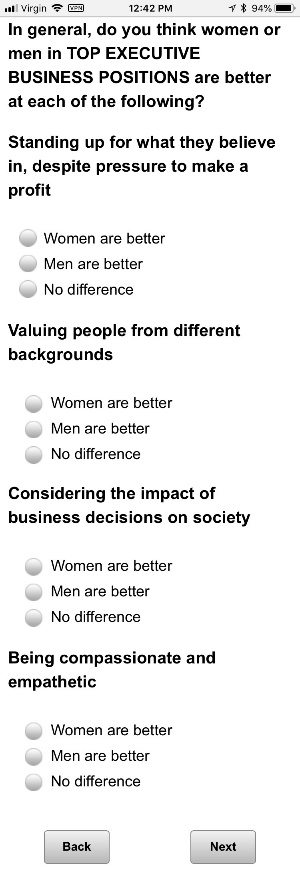 Virgin VPN 12:42 PM 94%
In general, do you think women or
men in TOP EXECUTIVE
BUSINESS POSITIONS are better
at each of the following?
Standing up for what they believe
in, despite pressure to make a
profit
Women are better
Men are better
No difference
Valuing people from different
backgrounds
Women are better
Men are better
No difference
Considering the impact of
business decisions on society
Women are better
Men are better
No difference
Being compassionate and
empathetic
Women are better
Men are better
No difference
Back Next